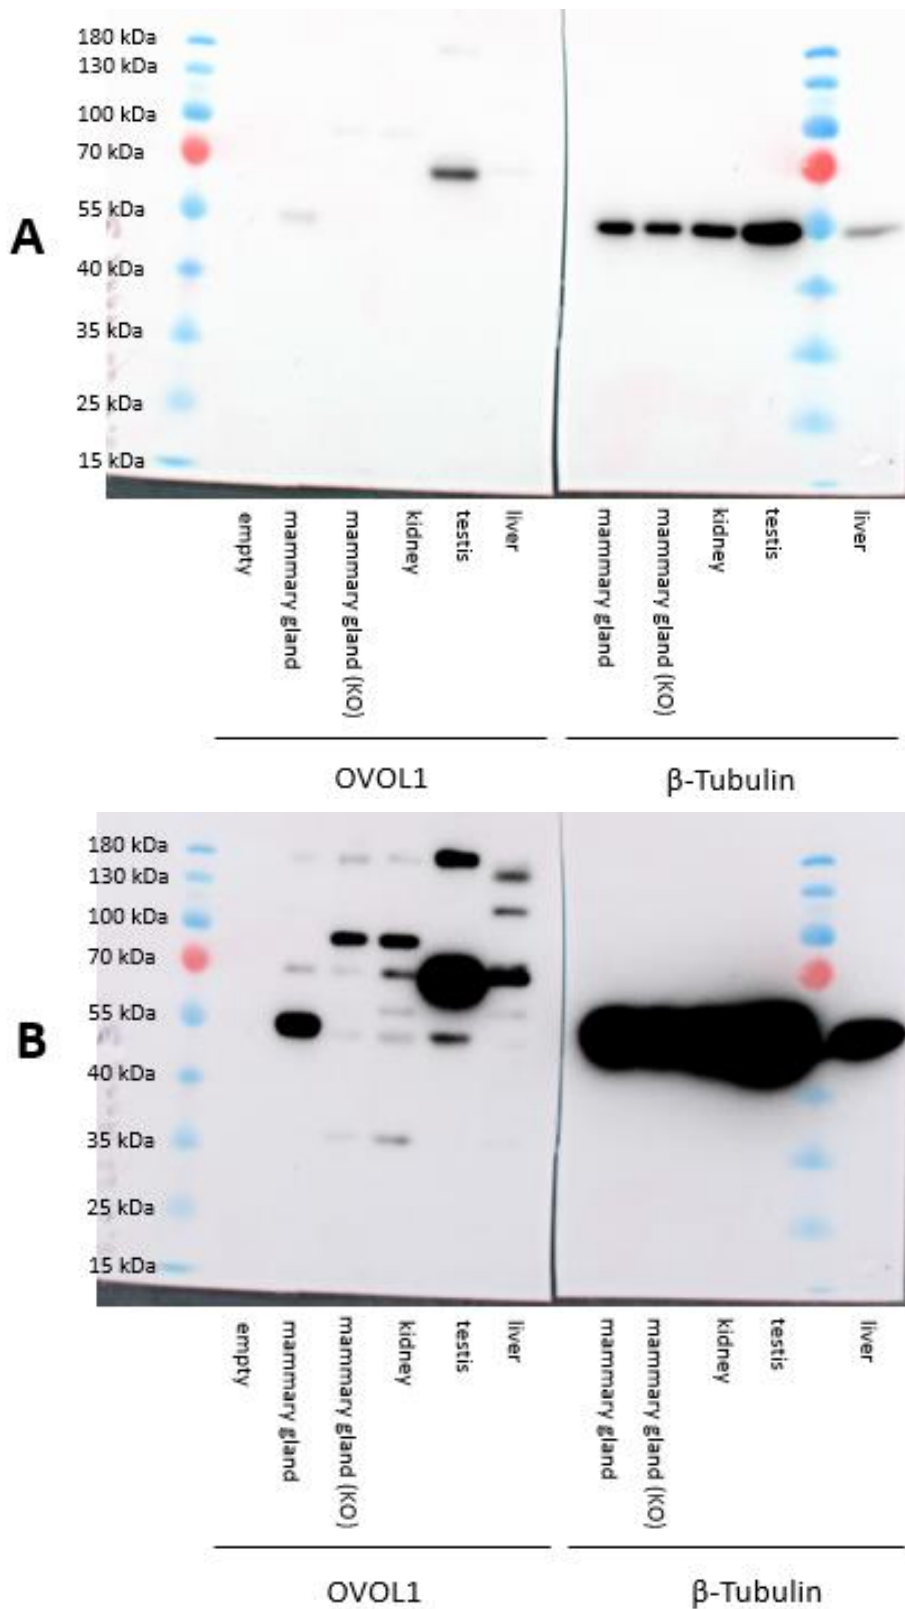 180 kDa
130 kDa
100 kDa
70 kDa
55 kDa
A
40 kDa
35 kDa
25 kDa
15 kDa
empty
mammary gland
mammary gland (KO)
kidney
testis
liver
mammary gland
mammary gland (KO)
kidney
testis
liver
OVOL1
β-Tubulin
180 kDa
130 kDa
100 kDa
70 kDa
55 kDa
B
40 kDa
35 kDa
25 kDa
15 kDa
empty
mammary gland
mammary gland (KO)
kidney
testis
liver
mammary gland
mammary gland (KO)
kidney
testis
liver
OVOL1
β-Tubulin